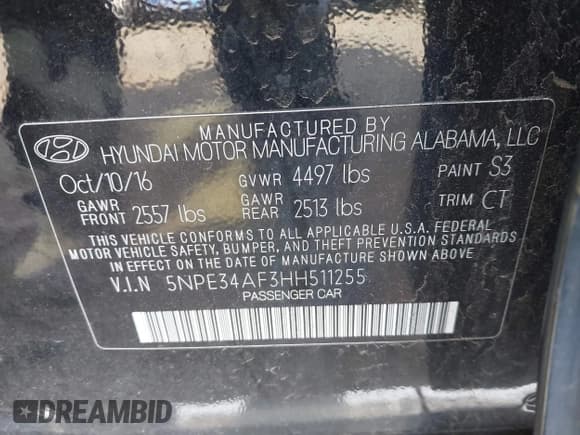 MANUFACTURED BY
HYUNDAI MOTOR MANUFACTURING ALABAMA, LLC
Oct/10/16 GVWR 4497 lbs PAINT S3
GAWR FRONT 2557 lbs GAWR REAR 2513 lbs TRIM CT
THIS VEHICLE CONFORMS TO ALL APPLICABLE U.S.A. FEDERAL
MOTOR VEHICLE SAFETY, BUMPER, AND THEFT PREVENTION STANDARDS
IN EFFECT ON THE DATE OF MANUFACTURE SHOWN ABOVE
V.I.N 5NPE34AF3HH511255
PASSENGER CAR
DREAMBID